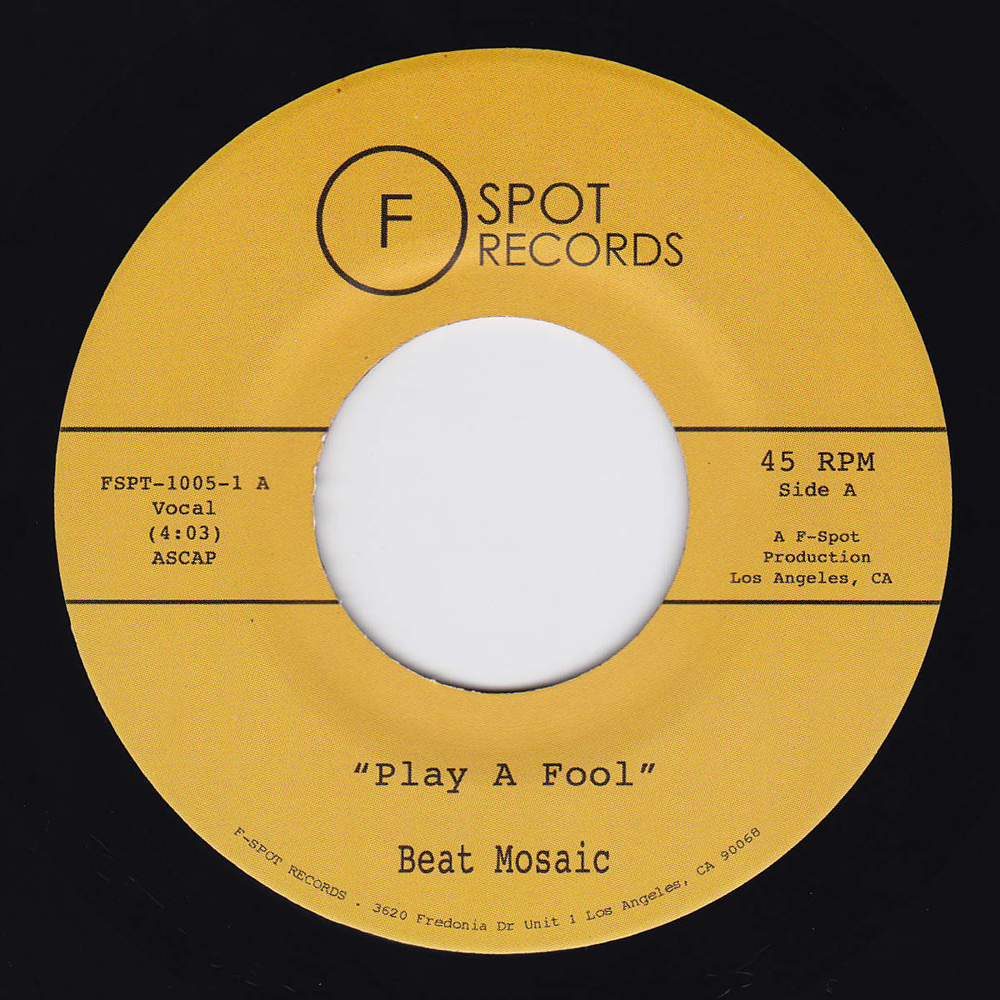 F SPOT
RECORDS
FSPT-1005-1 A
Vocal
(4:03)
ASCAP
45 RPM
Side A
A F-Spot
Production
Los Angeles, CA
“Play A Fool”
Beat Mosaic
F-SPOT RECORDS . 3620 Fredonia Dr Unit 1 Los Angeles, CA 90068